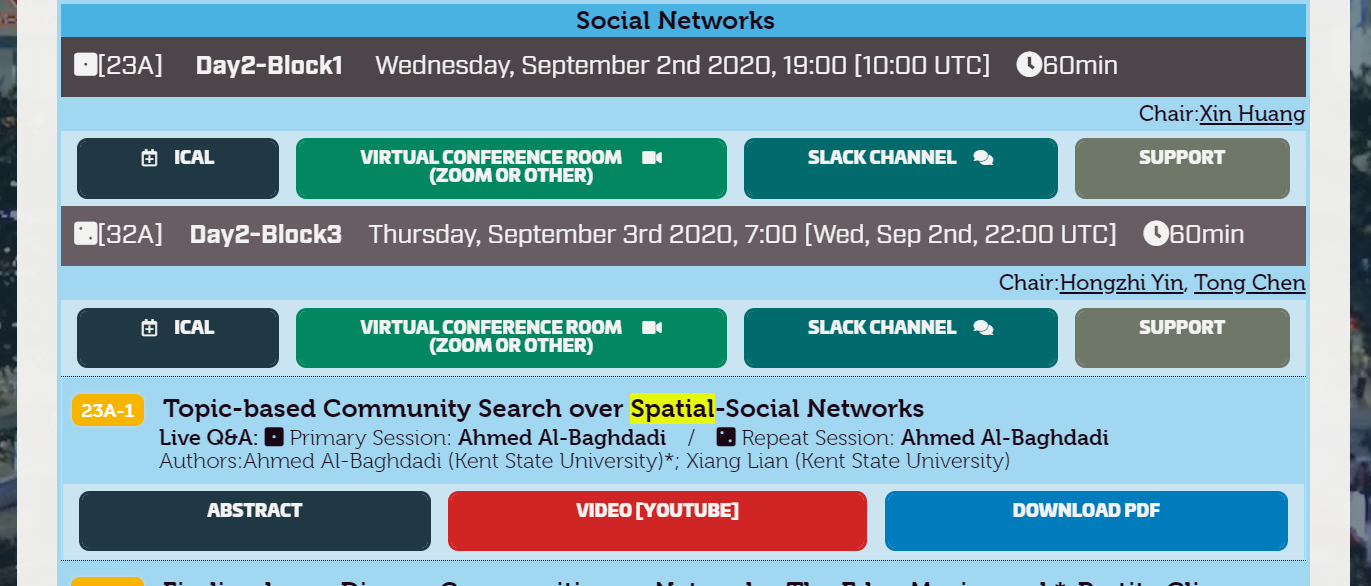 Social Networks
[23A] Day2-Block1 Wednesday, September 2nd 2020, 19:00 [10:00 UTC] 60min
Chair:Xin Huang
ICAL
VIRTUAL CONFERENCE ROOM
(ZOOM OR OTHER)
SLACK CHANNEL
SUPPORT
[32A] Day2-Block3 Thursday, September 3rd 2020, 7:00 [Wed, Sep 2nd, 22:00 UTC] 60min
Chair:Hongzhi Yin, Tong Chen
ICAL
VIRTUAL CONFERENCE ROOM
(ZOOM OR OTHER)
SLACK CHANNEL
SUPPORT
23A-1 Topic-based Community Search over Spatial-Social Networks
Live Q&A: Primary Session: Ahmed Al-Baghdadi / Repeat Session: Ahmed Al-Baghdadi
Authors:Ahmed Al-Baghdadi (Kent State University)*; Xiang Lian (Kent State University)
ABSTRACT
VIDEO [YOUTUBE]
DOWNLOAD PDF